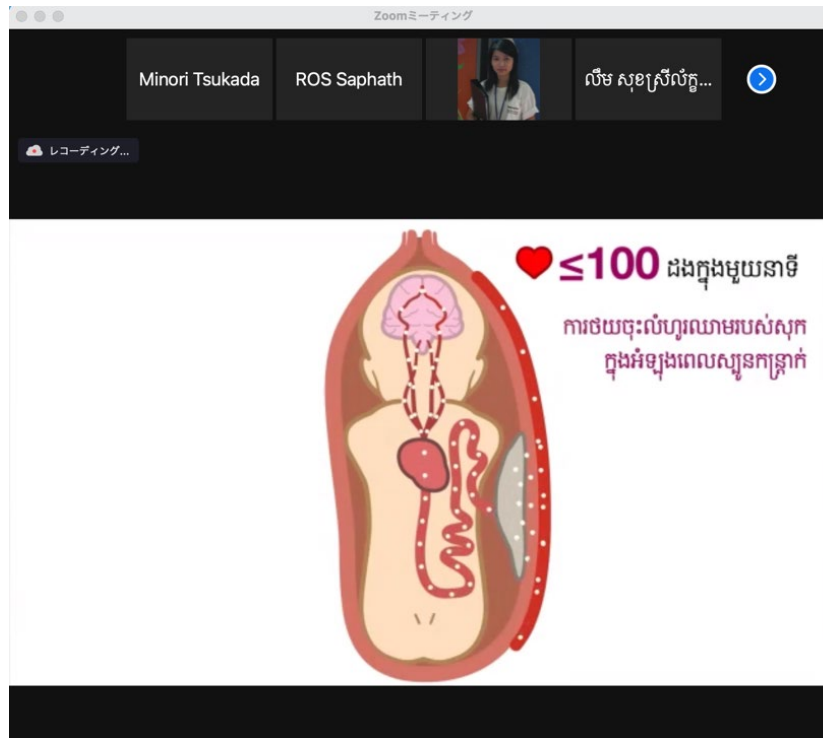 Zoomミーティング
Minori Tsukada
ROS Saphath
លឹម សុខស្រីល័ក្ខ...
レコーディング...
≤100 ដងក្នុងមួយនាទី
ការថយចុះលំហូរឈាមរបស់សុក
ក្នុងអំឡុងពេលស្បូនកន្ត្រាក់